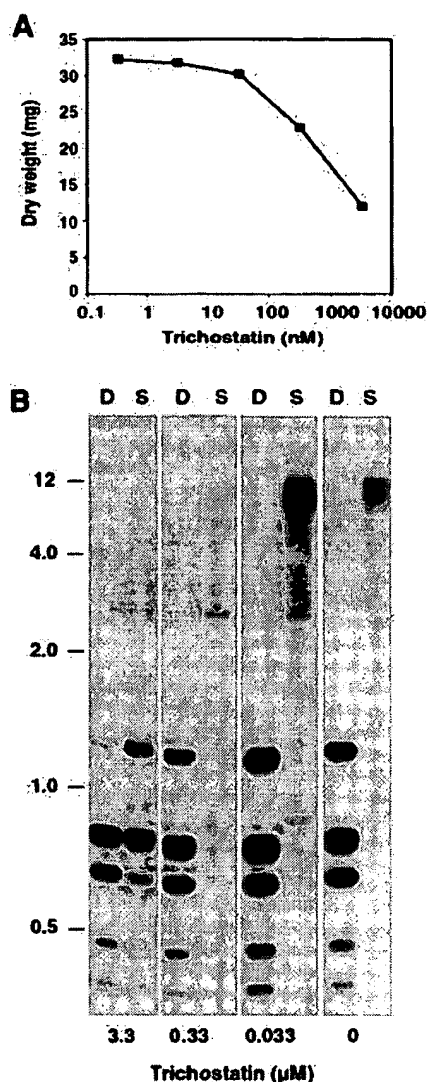 A
35
30
25
20
15
10
5
0
Dry weight (mg)
0.1 1 10 100 1000 10000
Trichostatin (nM)
B
D S D S D S D S
12
4.0
2.0
1.0
0.5
3.3 0.33 0.033 0
Trichostatin (µM)